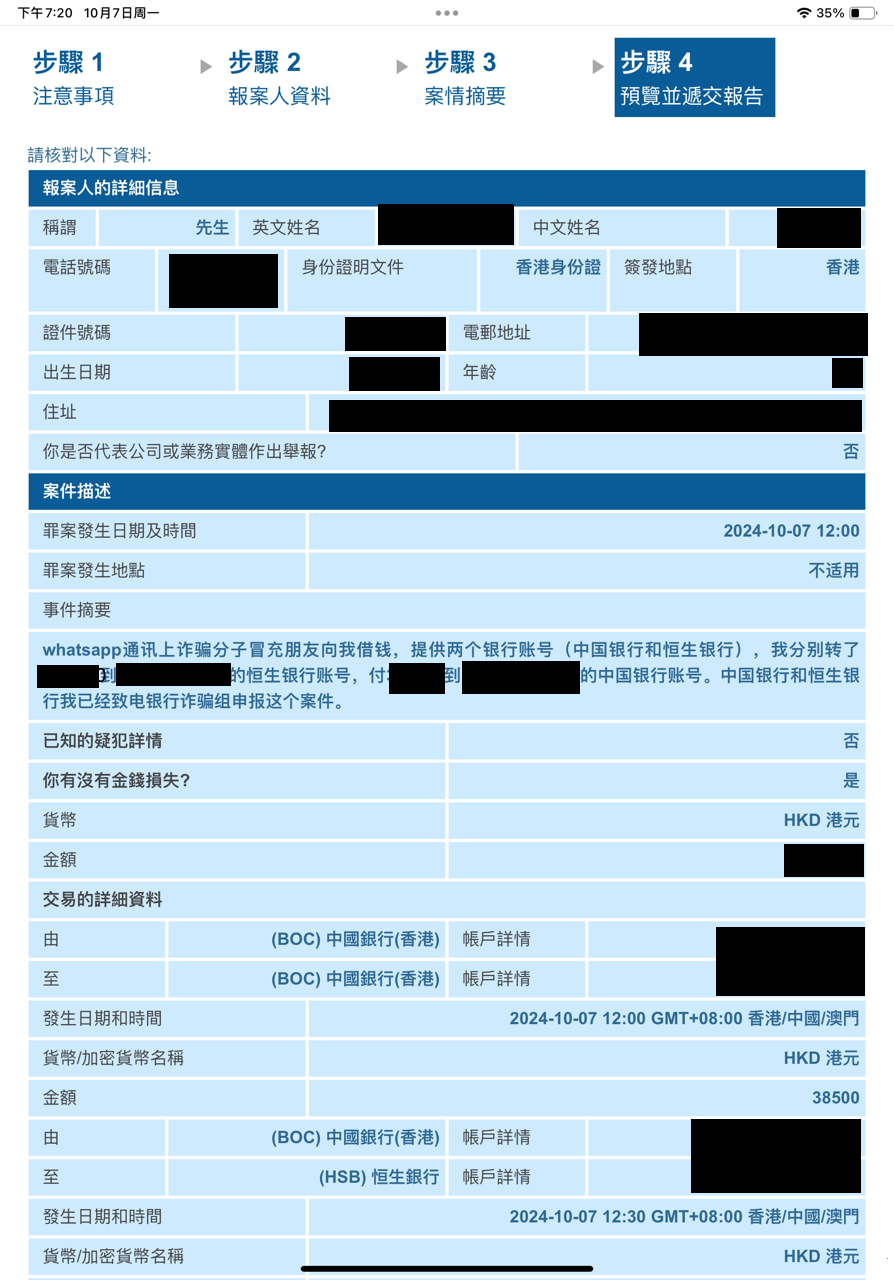 下午7:20 10月7日周一
35%
步驟 1 步驟 2 步驟 3 步驟 4
注意事項 報案人資料 案情摘要 預覽並遞交報告
請核對以下資料:
報案人的詳細信息
稱謂 先生 英文姓名 中文姓名
電話號碼 身份證明文件 香港身份證 簽發地點 香港
證件號碼 電郵地址
出生日期 年齡
住址
你是否代表公司或業務實體作出舉報? 否
案件描述
罪案發生日期及時間 2024-10-07 12:00
罪案發生地點 不适用
事件摘要
whatsapp通讯上诈骗分子冒充朋友向我借钱，提供两个银行账号（中国银行和恒生银行），我分别转了
到 的恒生银行账号，付 到 的中国银行账号。中国银行和恒生银
行我已经致电银行诈骗组申报这个案件。
已知的疑犯詳情 否
你有沒有金錢損失? 是
貨幣 HKD 港元
金額
交易的詳細資料
由 (BOC) 中國銀行(香港) 帳戶詳情
至 (BOC) 中國銀行(香港) 帳戶詳情
發生日期和時間 2024-10-07 12:00 GMT+08:00 香港/中國/澳門
貨幣/加密貨幣名稱 HKD 港元
金額 38500
由 (BOC) 中國銀行(香港) 帳戶詳情
至 (HSB) 恒生銀行 帳戶詳情
發生日期和時間 2024-10-07 12:30 GMT+08:00 香港/中國/澳門
貨幣/加密貨幣名稱 HKD 港元